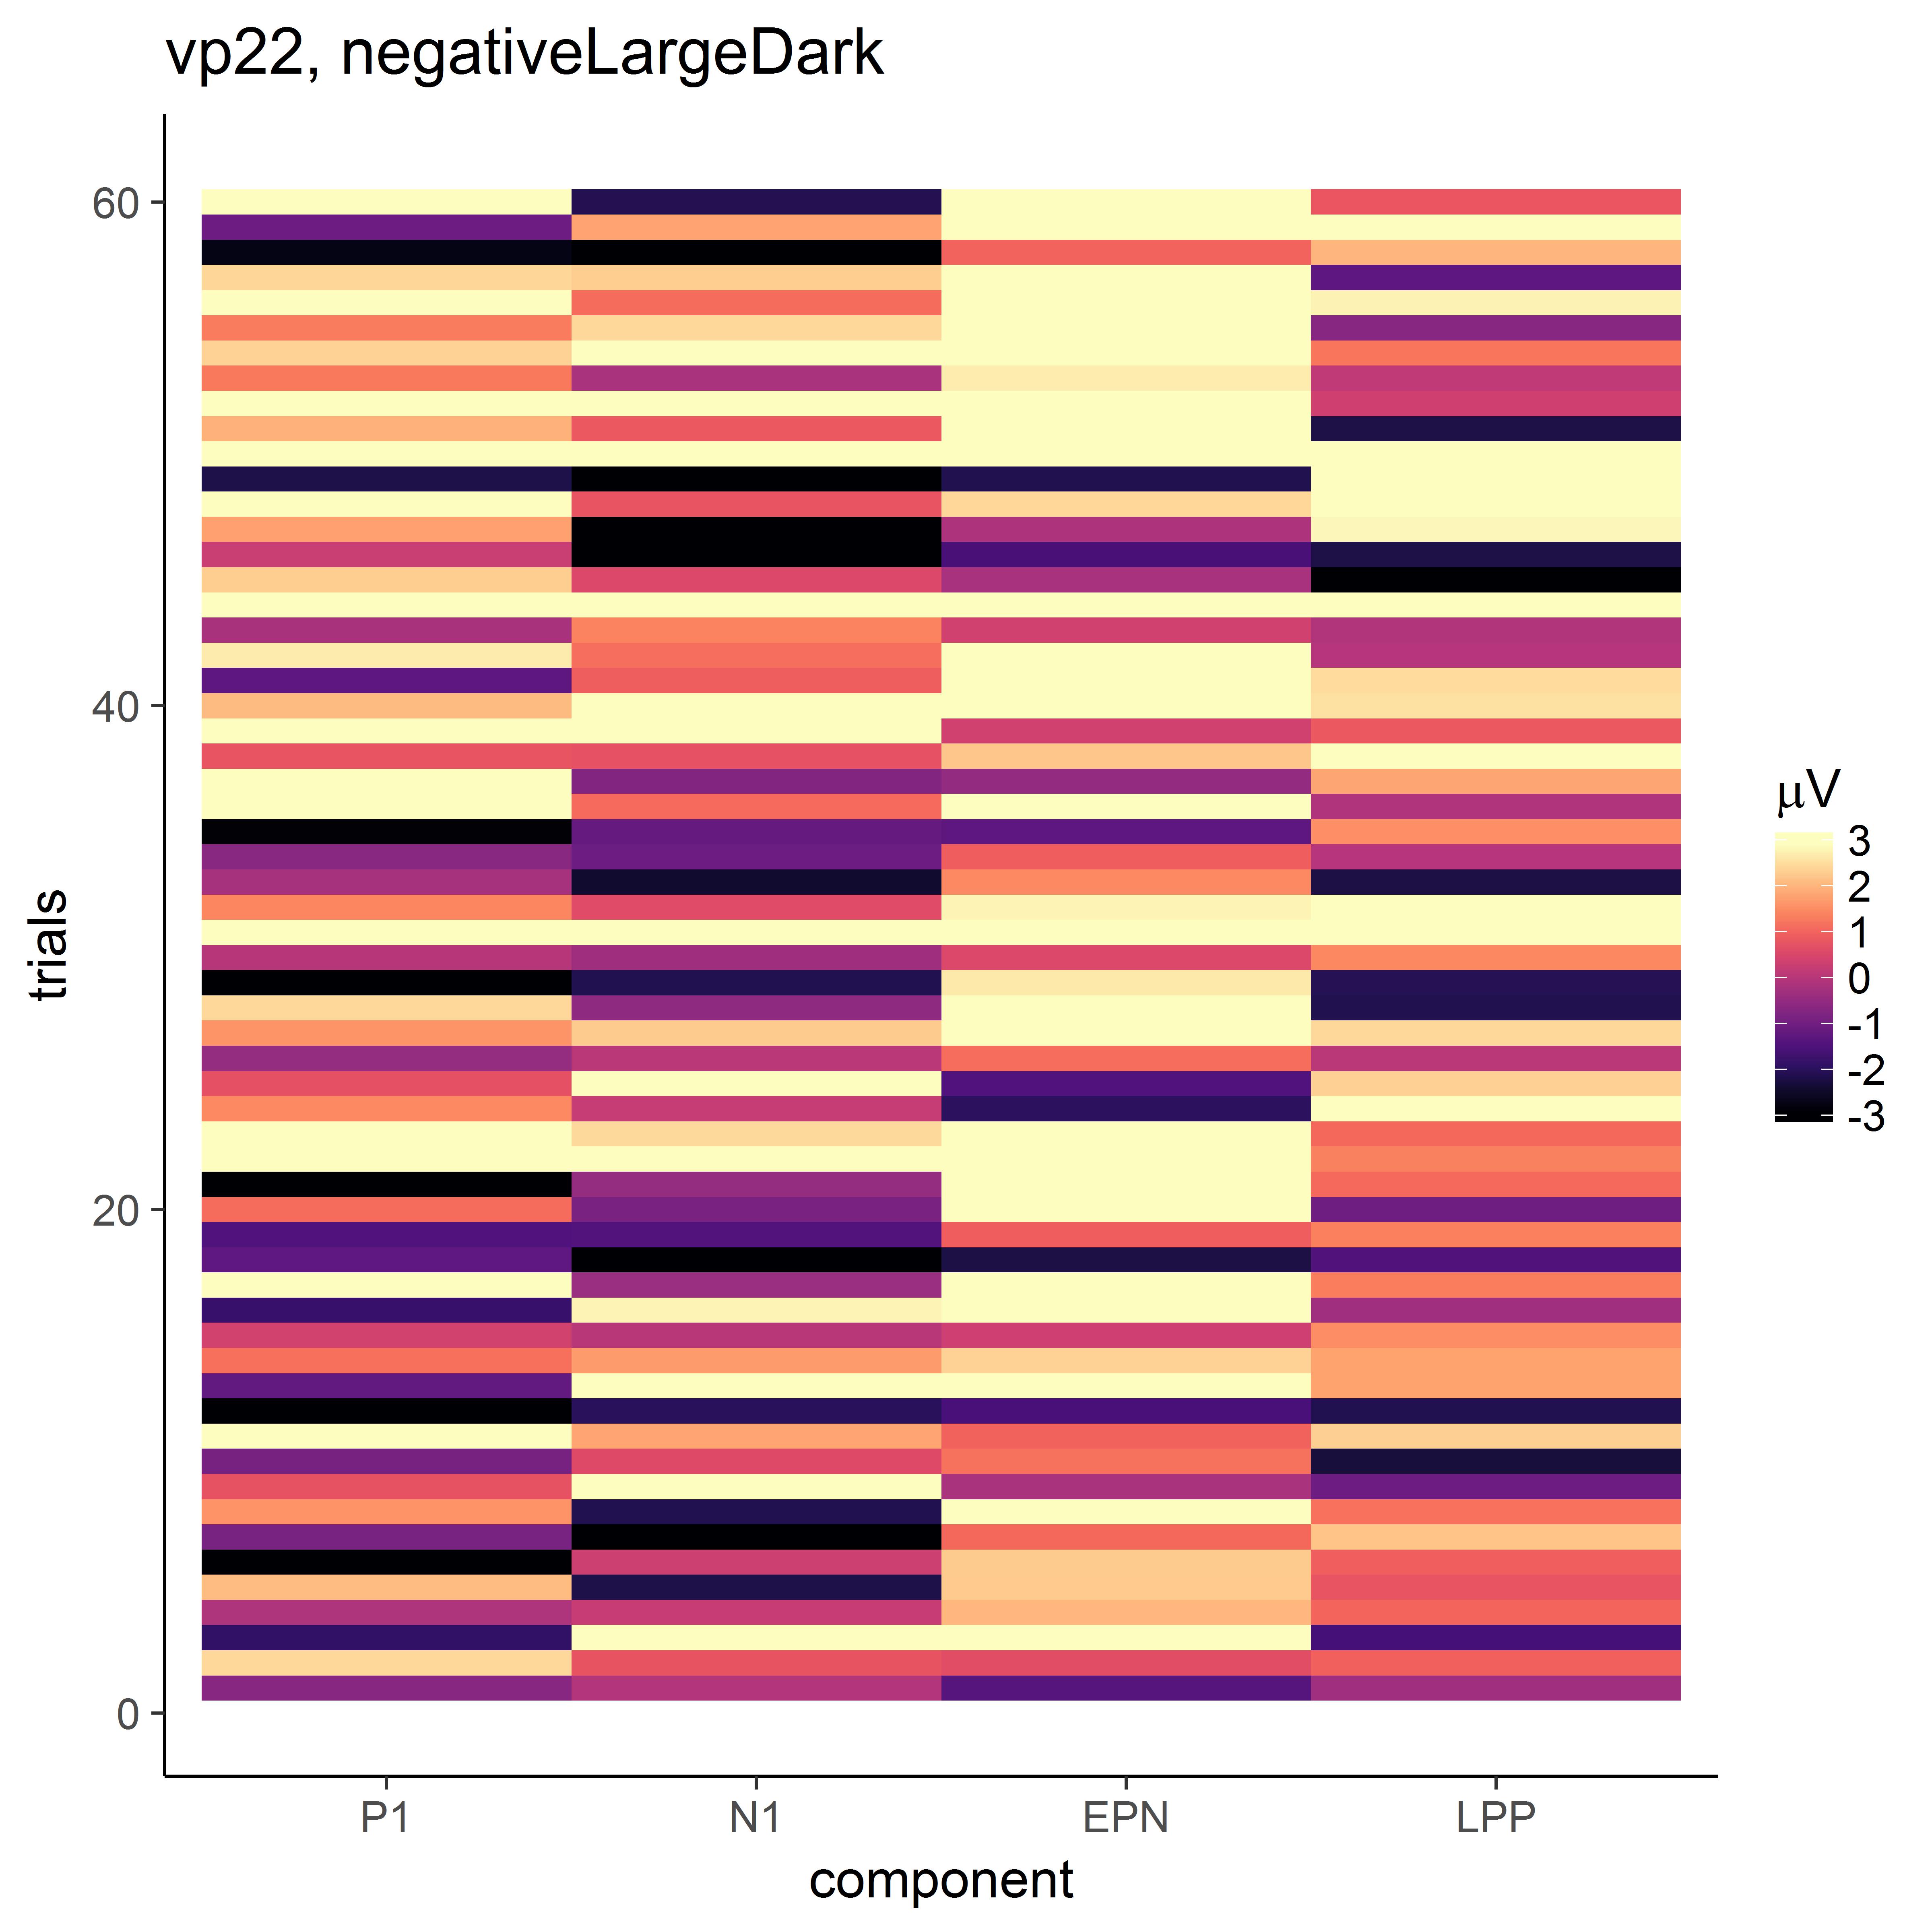 vp22, negativeLargeDark
60
40
20
0
trials
P1 N1 EPN LPP
component
μV
3
2
1
0
-1
-2
-3